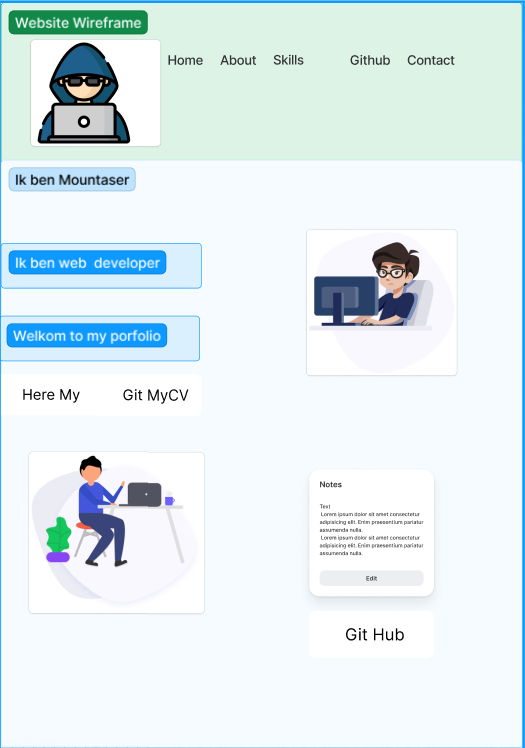 Website Wireframe
Home About Skills Github Contact
Ik ben Mountaser
Ik ben web developer
Welkom to my porfolio
Here My Git MyCV
Notes
Text
Lorem ipsum dolor sit amet consectetur
adipisicing elit. Enim praesentium pariatur
assumenda nulla.
Lorem ipsum dolor sit amet consectetur
adipisicing elit. Enim praesentium pariatur
assumenda nulla.
Edit
Git Hub